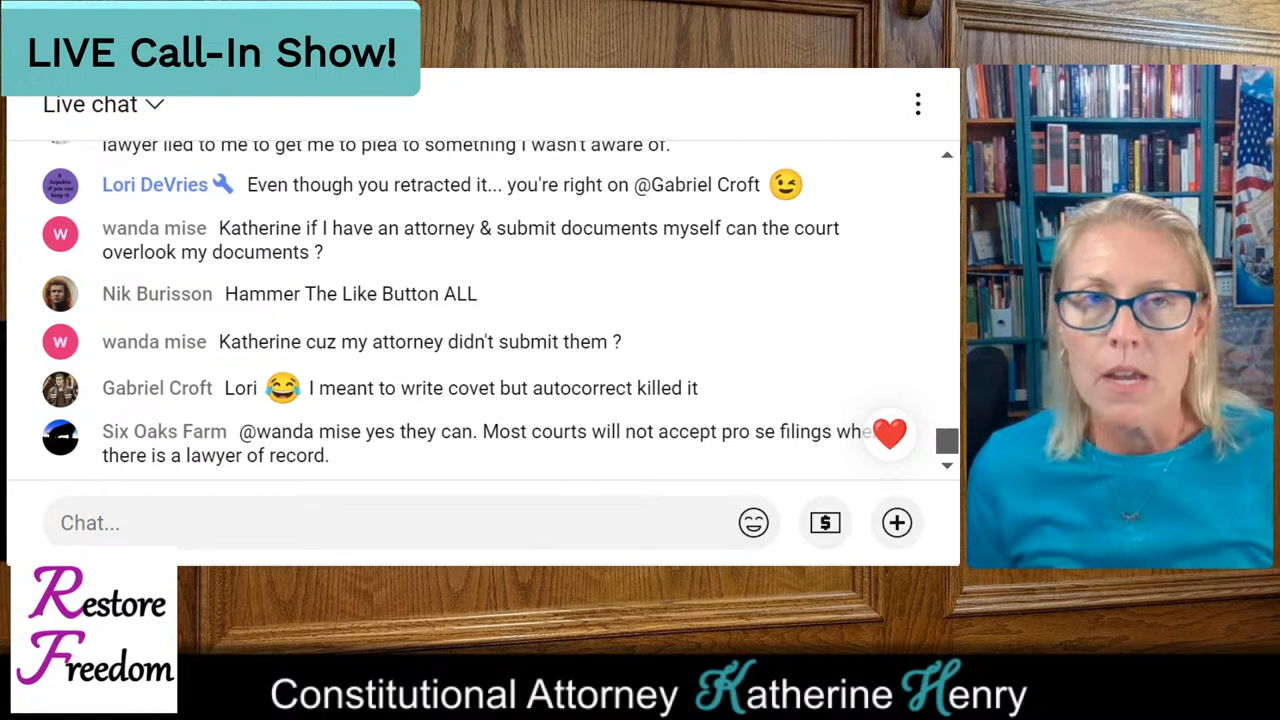 LIVE Call-In Show!
Live chat
lawyer lied to me to get me to plea to something I wasn't aware of.
Lori DeVries Even though you retracted it... you're right on @Gabriel Croft
wanda mise Katherine if I have an attorney & submit documents myself can the court
overlook my documents ?
Nik Burisson Hammer The Like Button ALL
wanda mise Katherine cuz my attorney didn't submit them ?
Gabriel Croft Lori I meant to write covet but autocorrect killed it
Six Oaks Farm @wanda mise yes they can. Most courts will not accept pro se filings
there is a lawyer of record.
Chat...
Restore
Freedom
Constitutional Attorney Katherine Henry